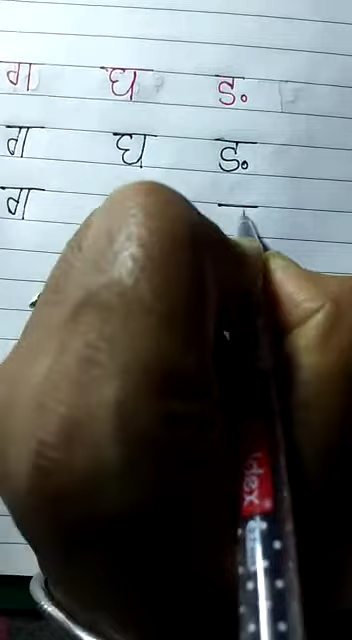 ग घ ङ
ग घ ङ
ग